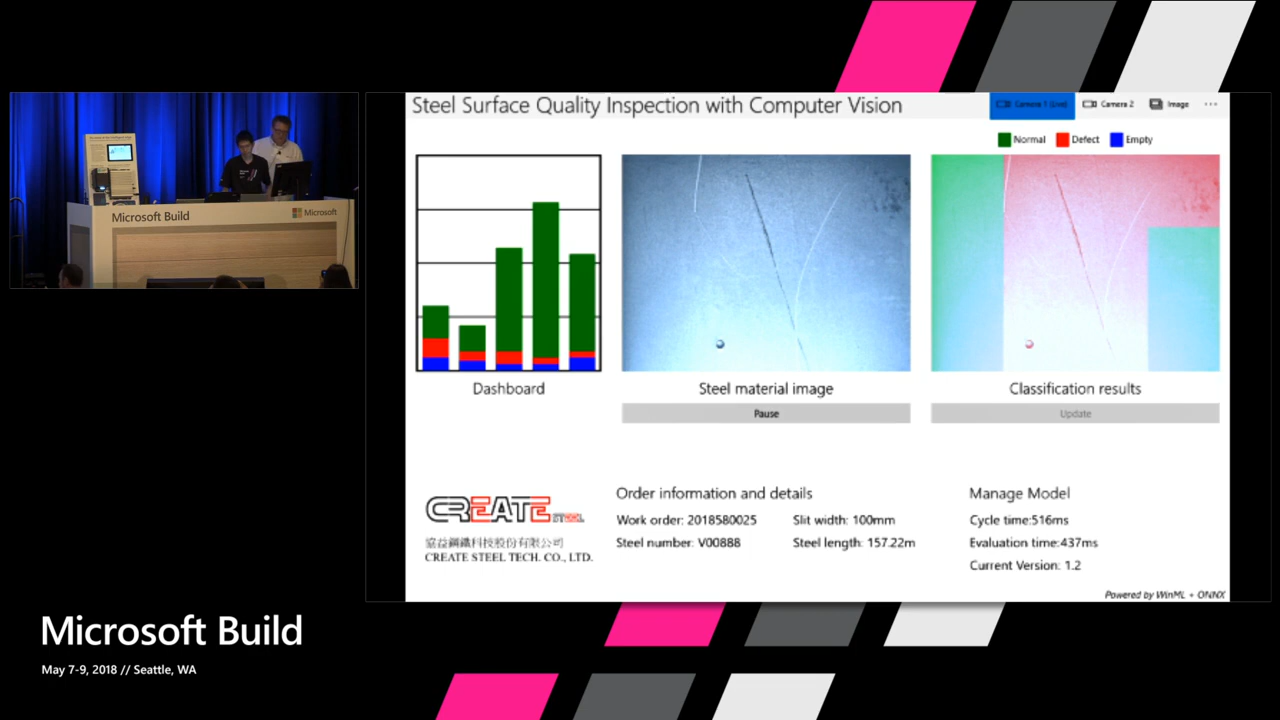 Steel Surface Quality Inspection with Computer Vision
Camera 1 (Live)
Camera 2
Image
Normal
Defect
Empty
Microsoft Build
Microsoft
Dashboard
Steel material image
Classification results
Pause
Update
CREATE STEEL
協益鋼鐵科技股份有限公司
CREATE STEEL TECH. CO., LTD.
Order information and details
Work order: 2018580025
Slit width: 100mm
Steel number: V00888
Steel length: 157.22m
Manage Model
Cycle time:516ms
Evaluation time:437ms
Current Version: 1.2
Powered by WinML + ONNX
Microsoft Build
May 7-9, 2018 // Seattle, WA